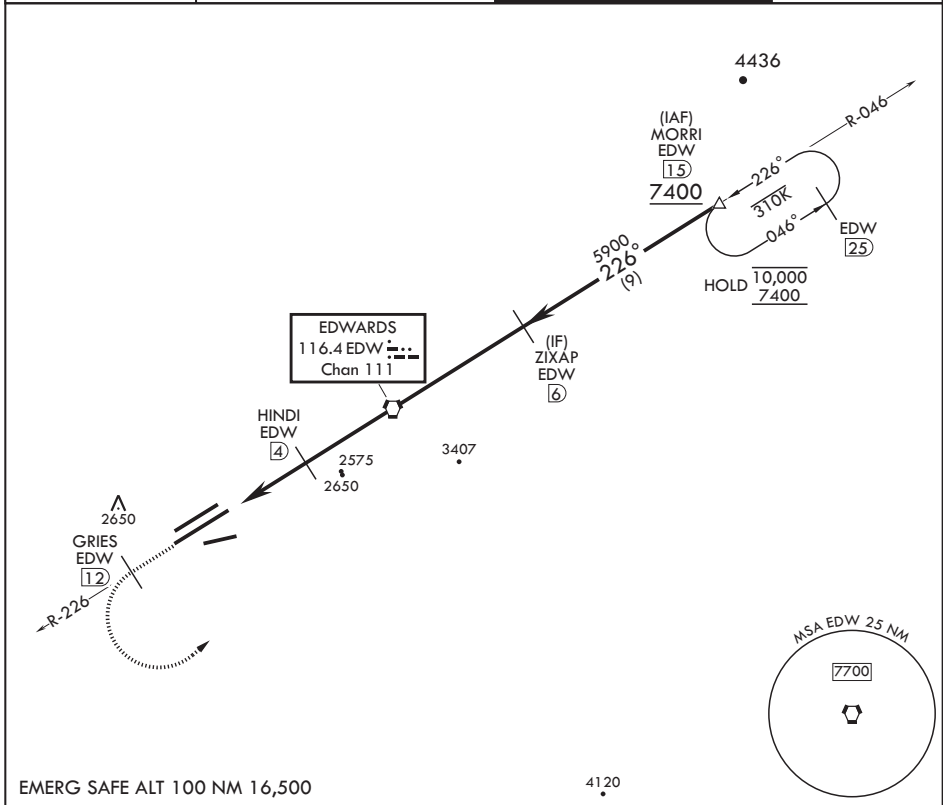 4436
R-046
(IAF)
MORRI
EDW
15
7400
226°
310K
046°
EDW
25
HOLD 10,000
7400
5900
226°
(9)
(IF)
ZIXAP
EDW
6
EDWARDS
116.4 EDW
Chan 111
HINDI
EDW
4
2575
2650
3407
2650
GRIES
EDW
12
R-226
MSA EDW 25 NM
7700
EMERG SAFE ALT 100 NM 16,500
4120